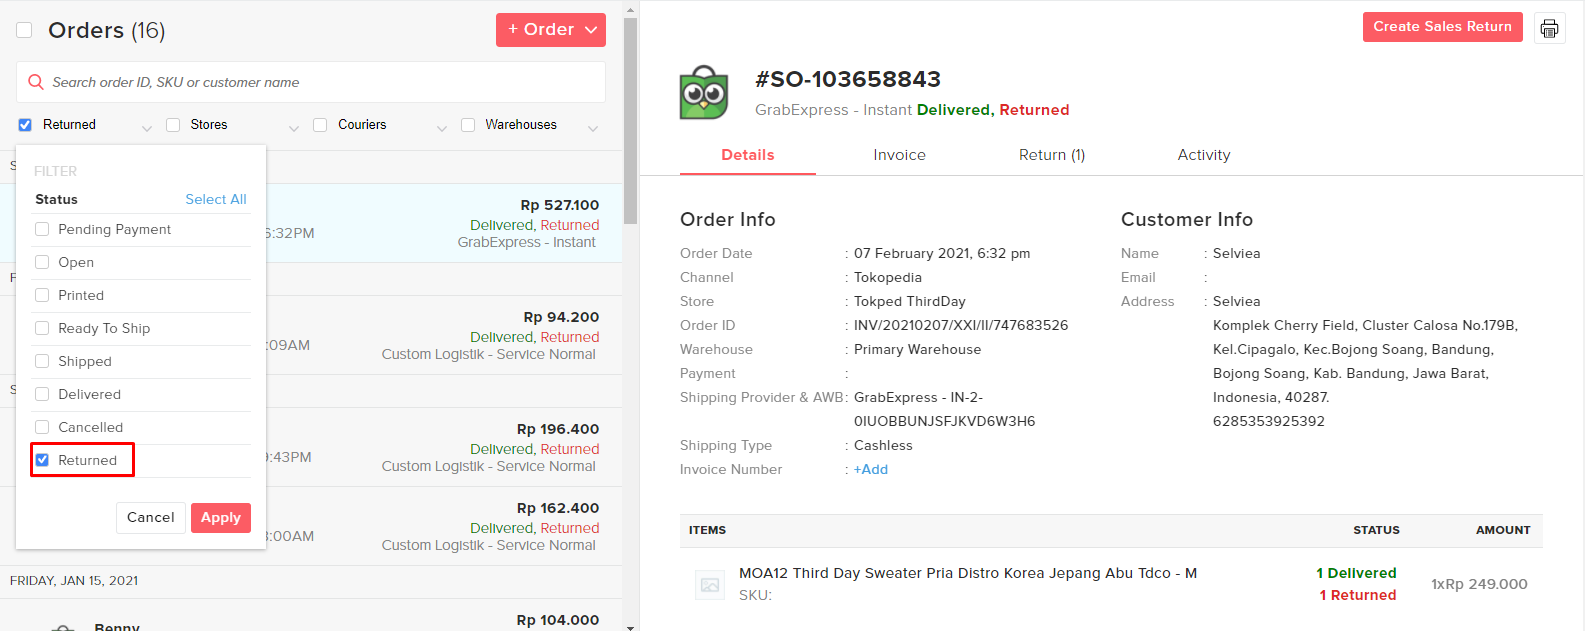 Orders (16)
+ Order
Search order ID, SKU or customer name
Returned
Stores
Couriers
Warehouses
FILTER
Status
Select All
Pending Payment
Open
Printed
Ready To Ship
Shipped
Delivered
Cancelled
Returned
Cancel
Apply
Rp 527.100
Delivered, Returned
6:32PM
GrabExpress - Instant
Rp 94.200
Delivered, Returned
:09AM
Custom Logistik - Service Normal
Rp 196.400
Delivered, Returned
9:43PM
Custom Logistik - Service Normal
Rp 162.400
Delivered, Returned
:00AM
Custom Logistik - Service Normal
FRIDAY, JAN 15, 2021
Rp 104.000
Benny
Create Sales Return
#SO-103658843
GrabExpress - Instant Delivered, Returned
Details
Invoice
Return (1)
Activity
Order Info
Order Date : 07 February 2021, 6:32 pm
Channel : Tokopedia
Store : Tokped ThirdDay
Order ID : INV/20210207/XXI/II/747683526
Warehouse : Primary Warehouse
Payment :
Shipping Provider & AWB : GrabExpress - IN-2-
0IUOBBUNJSFJKVD6W3H6
Shipping Type : Cashless
Invoice Number : +Add
Customer Info
Name : Selviea
Email :
Address : Selviea
Komplek Cherry Field, Cluster Calosa No.179B,
Kel.Cipagalo, Kec.Bojong Soang, Bandung,
Bojong Soang, Kab. Bandung, Jawa Barat,
Indonesia, 40287.
6285353925392
ITEMS STATUS AMOUNT
MOA12 Third Day Sweater Pria Distro Korea Jepang Abu Tdco - M
SKU:
1 Delivered
1 Returned
1xRp 249.000